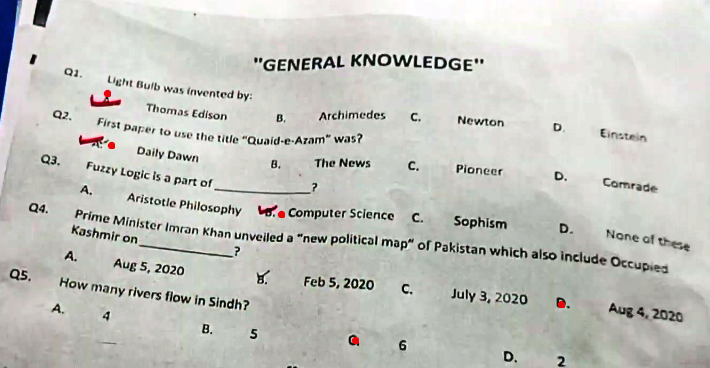 "GENERAL KNOWLEDGE"
Q1. Light Bulb was invented by:
A. Thomas Edison B. Archimedes C. Newton D. Einstein
Q2. First paper to use the title "Quaid-e-Azam" was?
A. Daily Dawn B. The News C. Pioneer D. Comrade
Q3. Fuzzy Logic is a part of ____________?
A. Aristotle Philosophy B. Computer Science C. Sophism D. None of these
Q4. Prime Minister Imran Khan unveiled a "new political map" of Pakistan which also include Occupied
Kashmir on ____________?
A. Aug 5, 2020 B. Feb 5, 2020 C. July 3, 2020 D. Aug 4, 2020
Q5. How many rivers flow in Sindh?
A. 4 B. 5 C. 6 D. 2